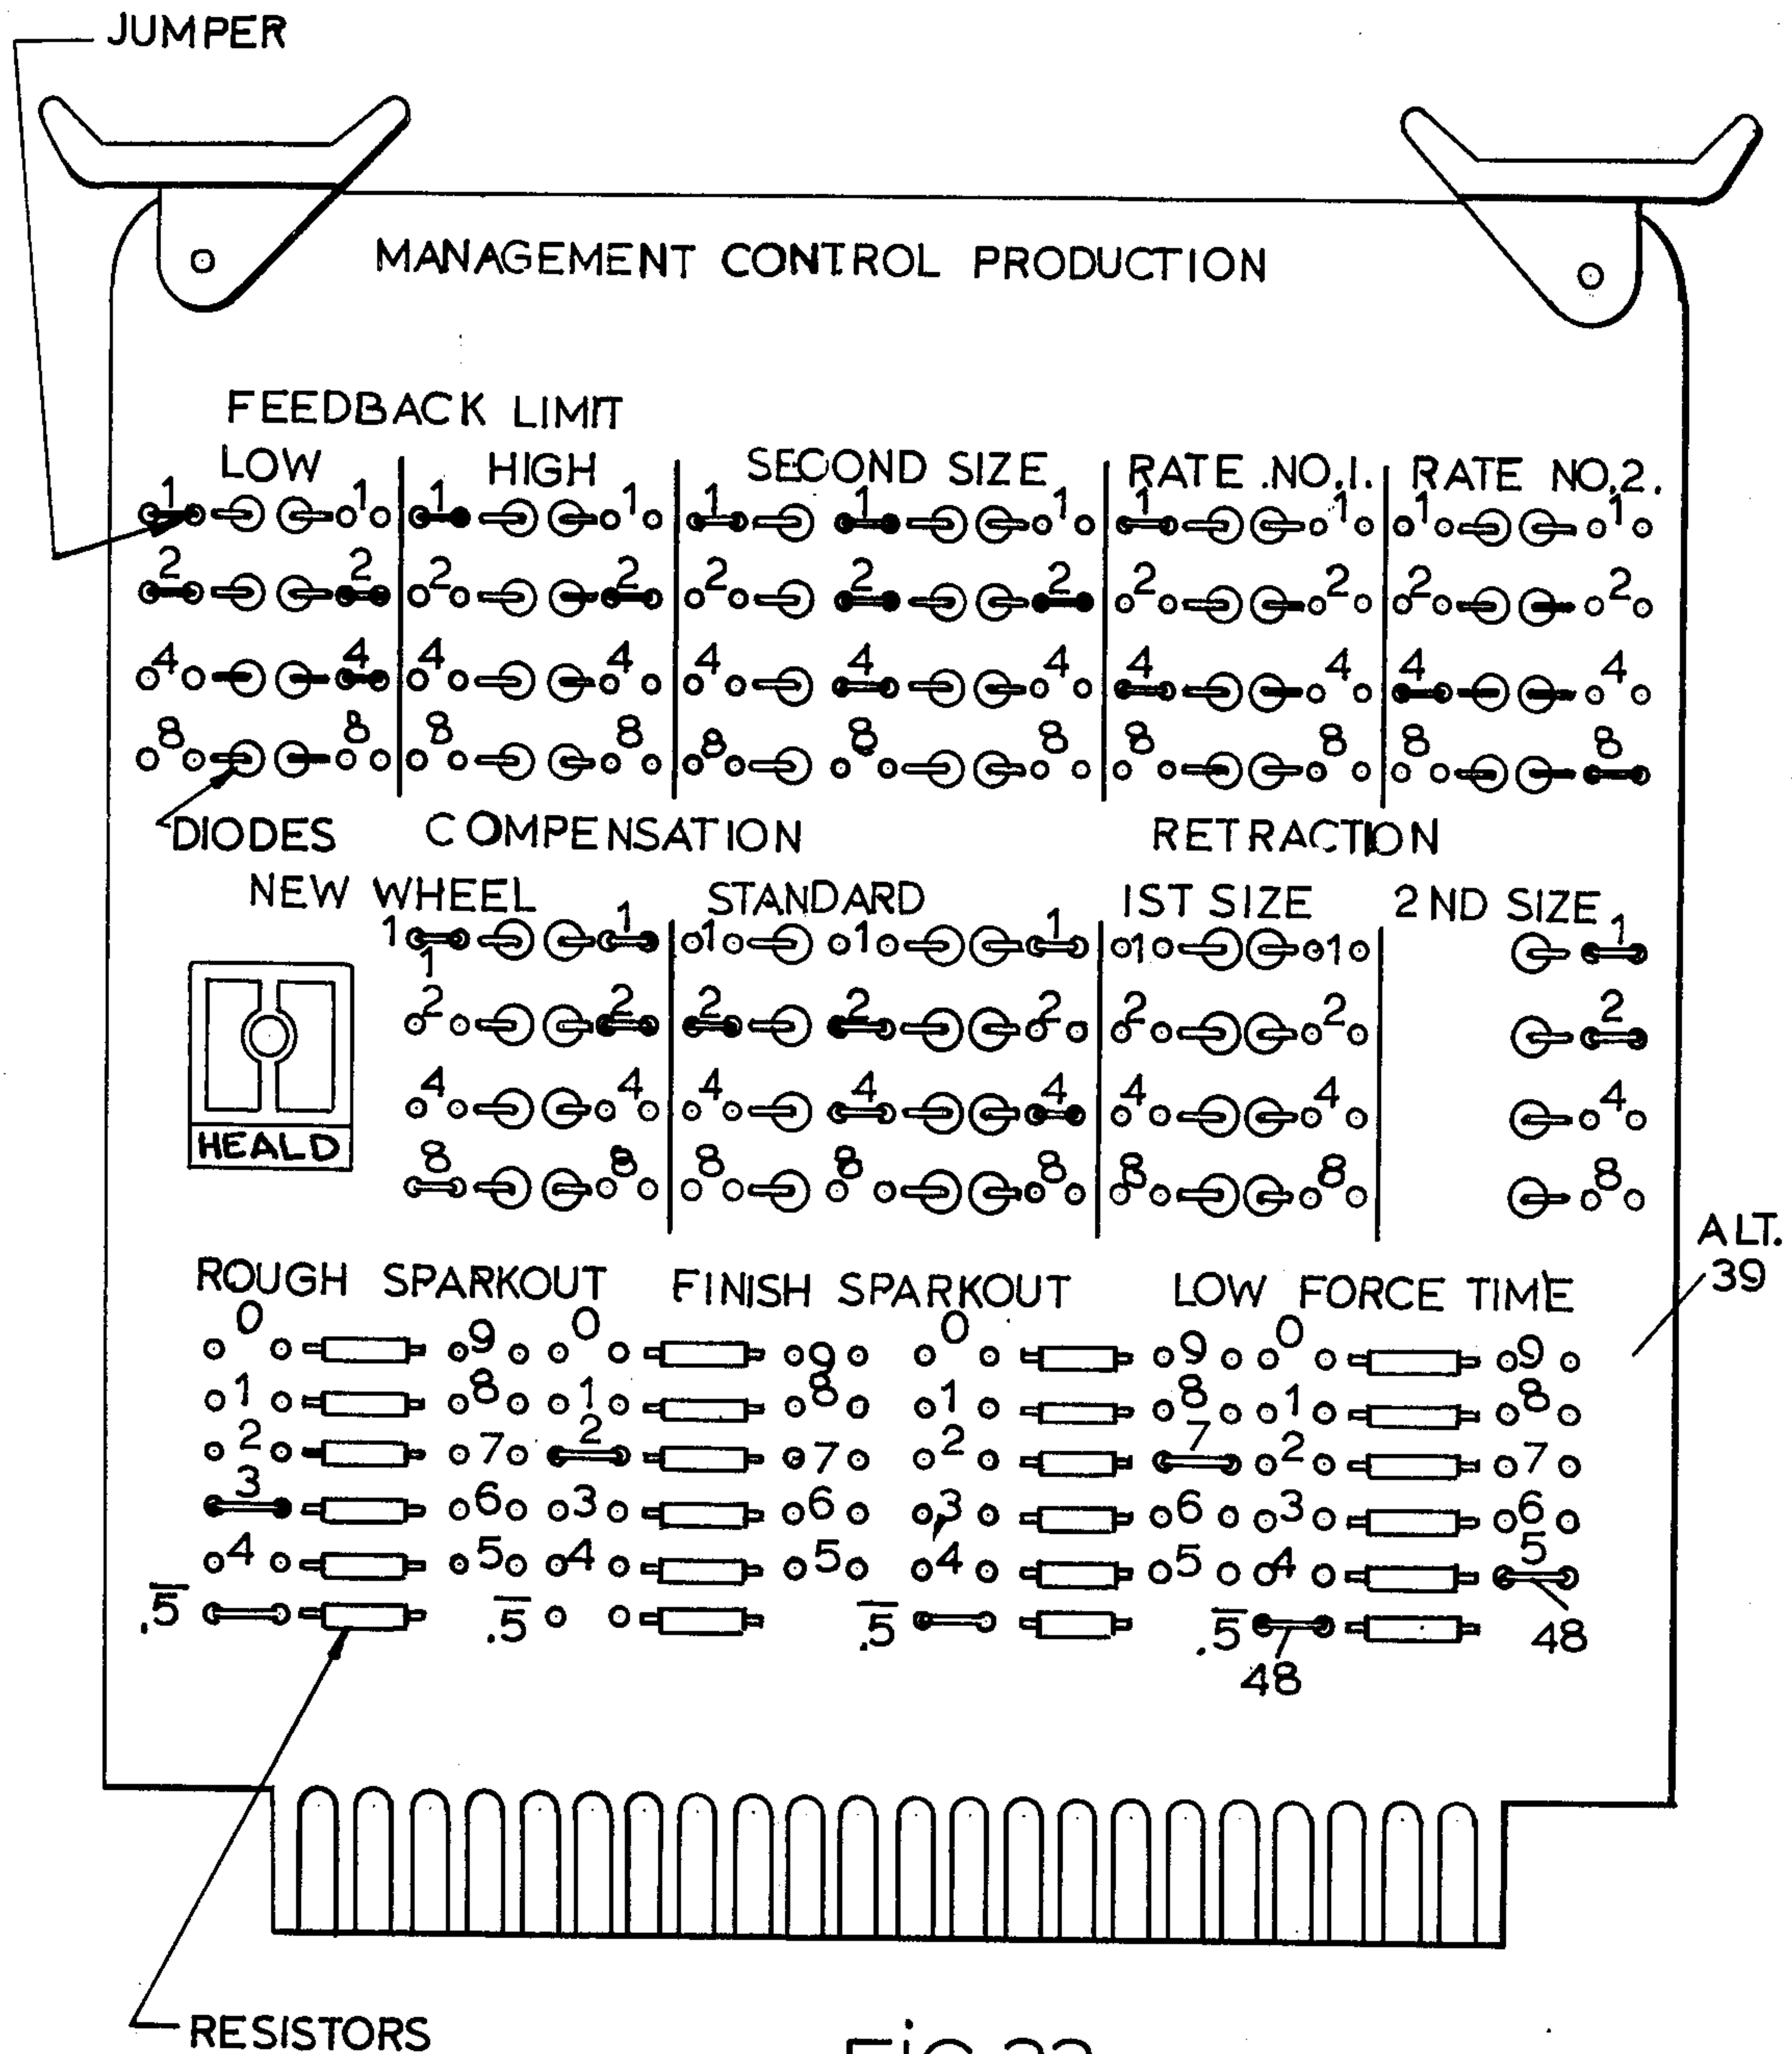 JUMPER
MANAGEMENT CONTROL PRODUCTION
FEEDBACK LIMIT
LOW HIGH SECOND SIZE RATE NO.1. RATE NO.2.
1 1 1 1 1 1 1 1 1 1 1
2 2 2 2 2 2 2 2 2 2 2
4 4 4 4 4 4 4 4 4 4 4
8 8 8 8 8 8 8 8 8 8 8
DIODES COMPENSATION RETRACTION
NEW WHEEL STANDARD 1ST SIZE 2ND SIZE
1 1 1 1 1 1 1 1
1
2 2 2 2 2 2 2 2
4 4 4 4 4 4 4 4
HEALD
8 8 8 8 8 8 8 8
ALT.
39
ROUGH SPARKOUT FINISH SPARKOUT LOW FORCE TIME
0 9 0 9 0 9 0 9
1 8 1 8 1 8 1 8
2 7 2 7 2 7 2 7
3 6 3 6 3 6 3 6
4 5 4 5 4 5 4 5
.5 .5 .5 .5 48
48
RESISTORS